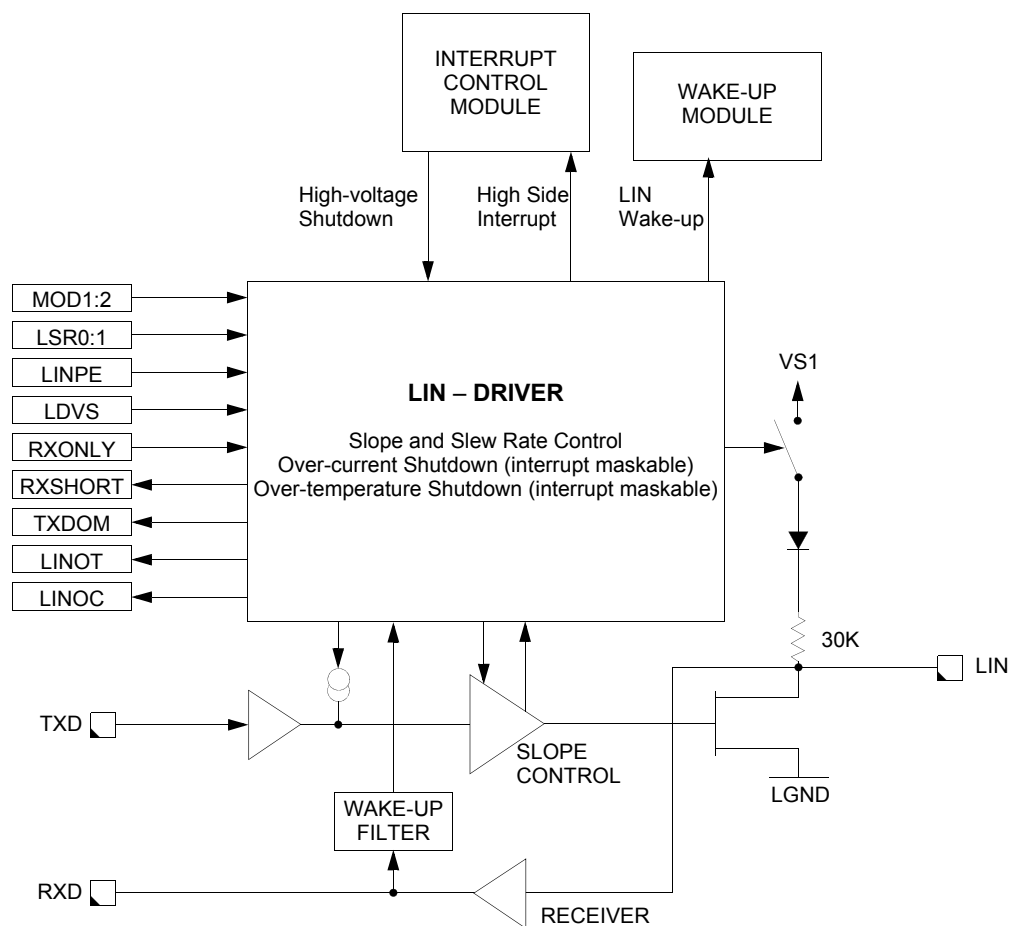 INTERRUPT
CONTROL
MODULE
WAKE-UP
MODULE
High-voltage
Shutdown
High Side
Interrupt
LIN
Wake-up
MOD1:2
LSR0:1
LINPE
LDVS
RXONLY
RXSHORT
TXDOM
LINOT
LINOC
LIN – DRIVER
Slope and Slew Rate Control
Over-current Shutdown (interrupt maskable)
Over-temperature Shutdown (interrupt maskable)
VS1
30K
LIN
TXD
SLOPE
CONTROL
LGND
WAKE-UP
FILTER
RXD
RECEIVER